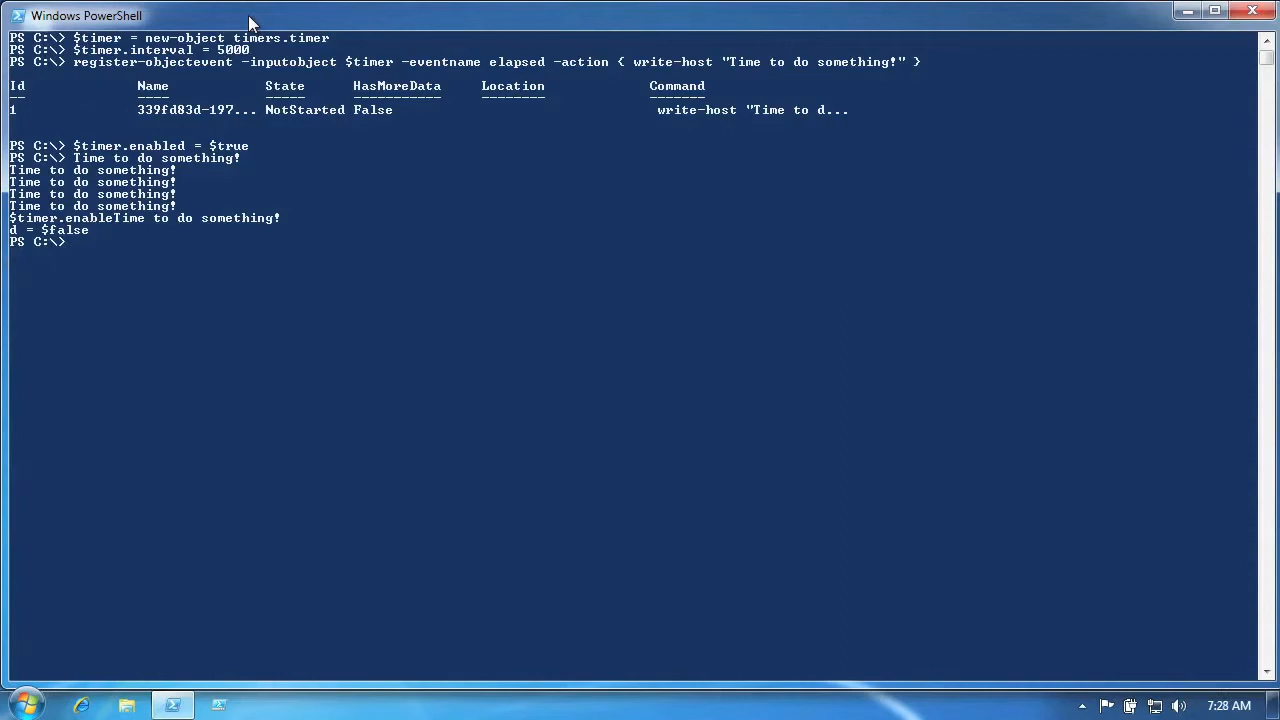 Windows PowerShell
PS C:\> $timer = new-object timers.timer
PS C:\> $timer.interval = 5000
PS C:\> register-objectevent -inputobject $timer -eventname elapsed -action { write-host "Time to do something!" }
Id Name State HasMoreData Location Command
-- ---- ----- ----------- -------- -------
1 339fd83d-197... NotStarted False write-host "Time to d...
PS C:\> $timer.enabled = $true
PS C:\> Time to do something!
Time to do something!
Time to do something!
Time to do something!
Time to do something!
$timer.enableTime to do something!
d = $false
PS C:\>
7:28 AM